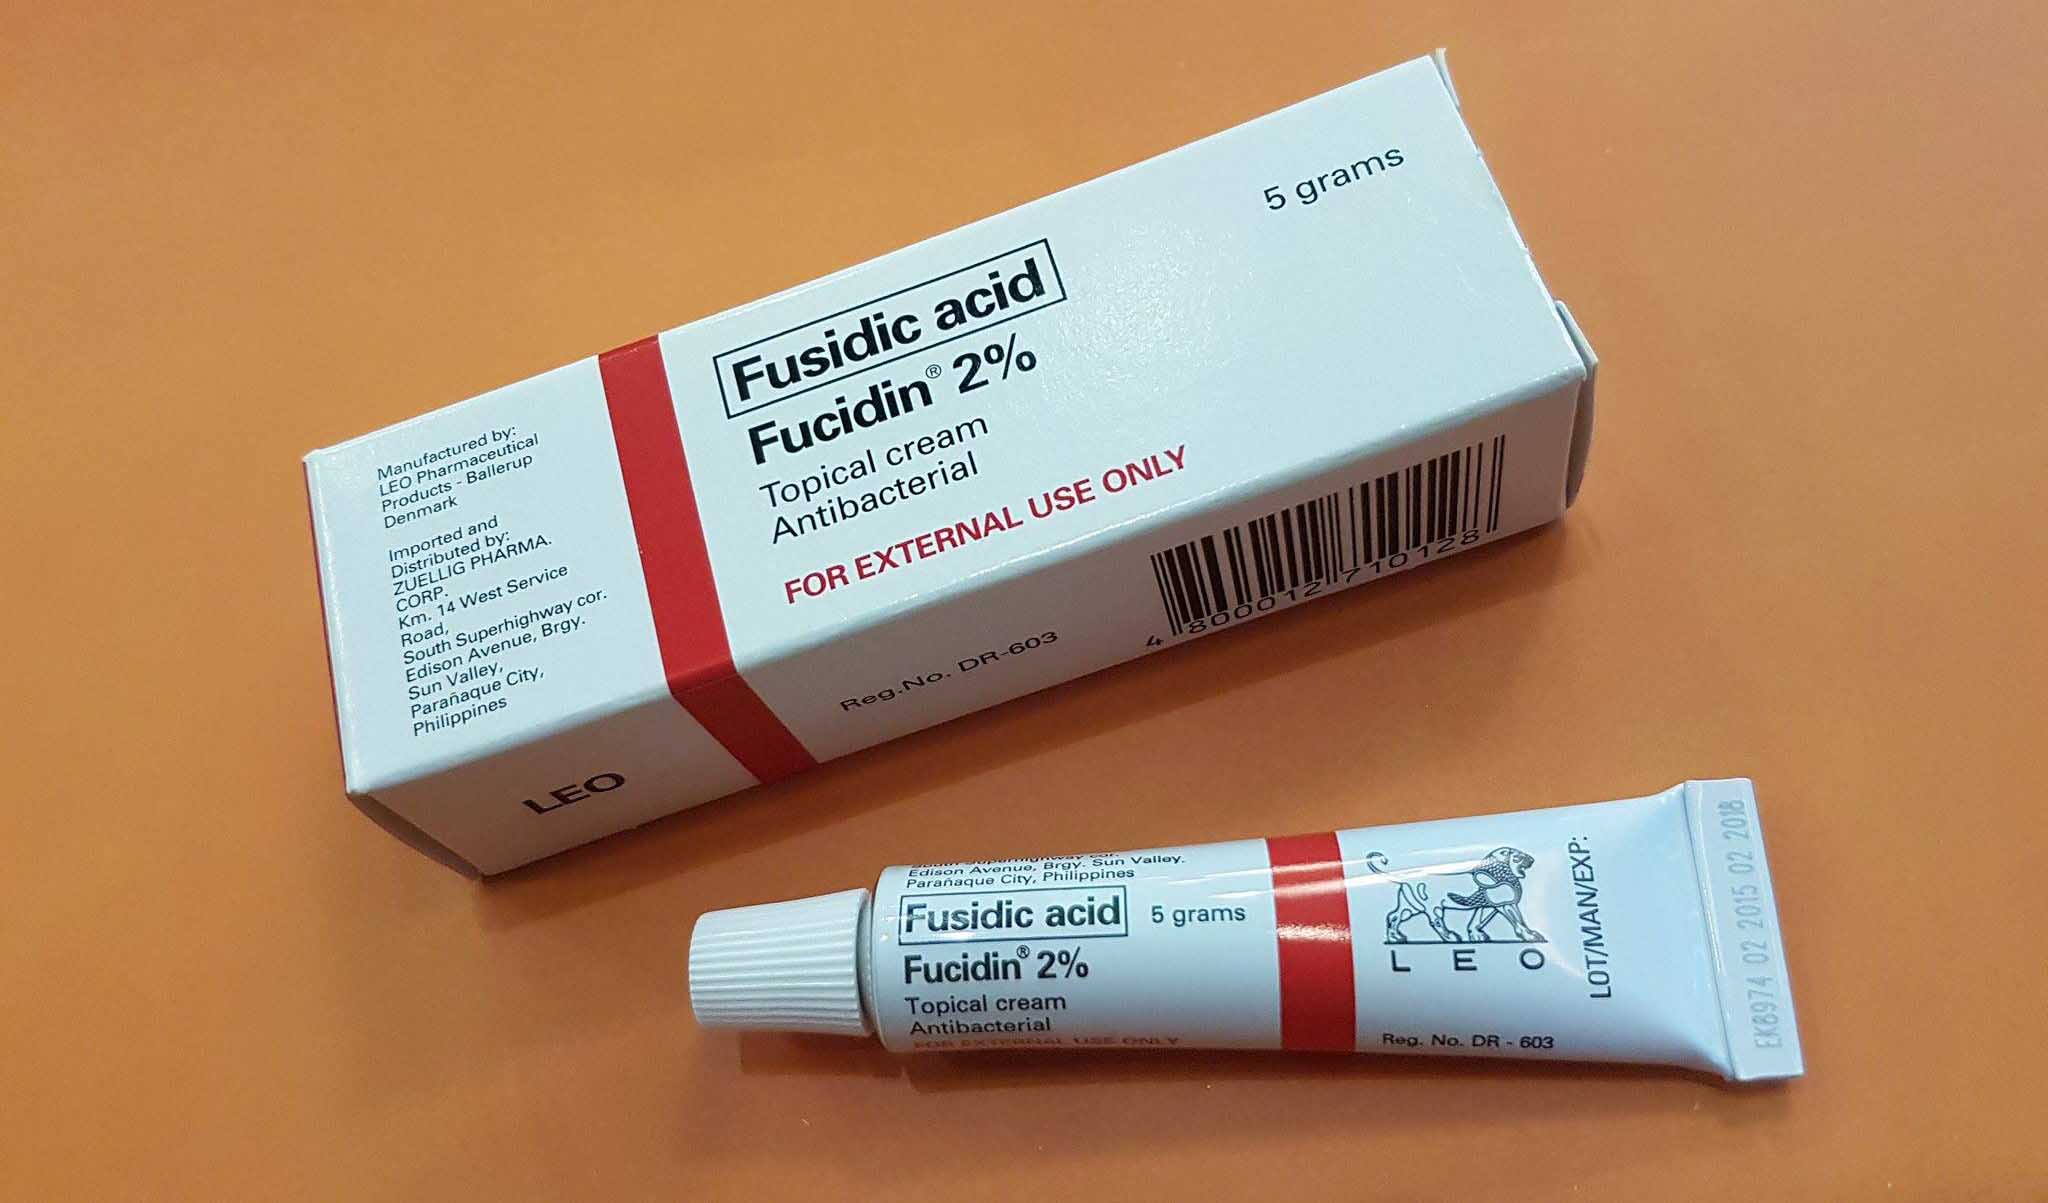 5 grams
Fusidic acid
Fucidin® 2%
Topical cream
Antibacterial
FOR EXTERNAL USE ONLY
Manufactured by:
LEO Pharmaceutical
Products - Ballerup
Denmark
Imported and
Distributed by:
ZUELLIG PHARMA.
CORP.
Km. 14 West Service
Road,
South Superhighway cor.
Edison Avenue, Brgy.
Sun Valley,
Parañaque City,
Philippines
LEO
Reg.No. DR-603
4 800012 710128
South Superhighway cor.
Edison Avenue, Brgy. Sun Valley.
Parañaque City, Philippines
Fusidic acid 5 grams
Fucidin® 2%
Topical cream
Antibacterial
FOR EXTERNAL USE ONLY
LEO
Reg. No. DR - 603
LOT/MAN/EXP:
02 2015 02 2018